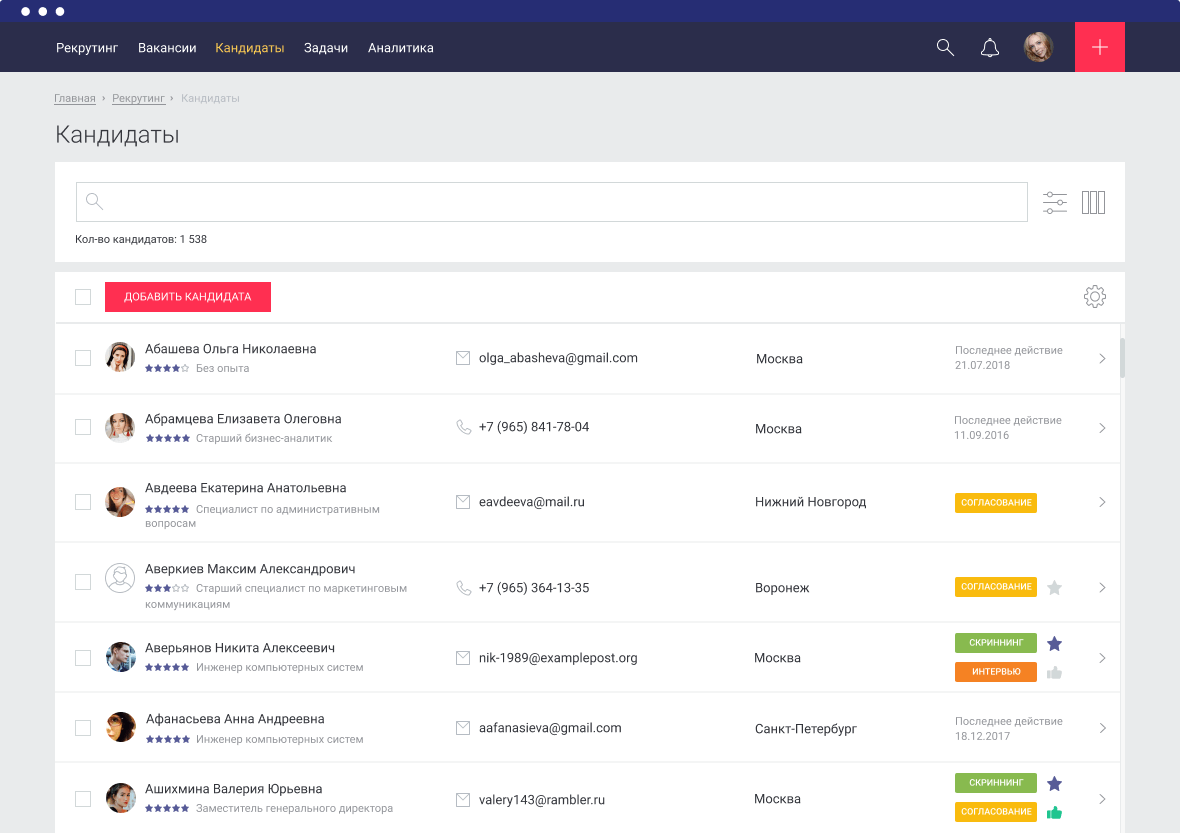 Рекрутинг Вакансии Кандидаты Задачи Аналитика
Главная Рекрутинг Кандидаты
Кандидаты
Кол-во кандидатов: 1 538
ДОБАВИТЬ КАНДИДАТА
Абашева Ольга Николаевна
Без опыта
olga_abasheva@gmail.com
Москва
Последнее действие
21.07.2018
Абрамцева Елизавета Олеговна
Старший бизнес-аналитик
+7 (965) 841-78-04
Москва
Последнее действие
11.09.2016
Авдеева Екатерина Анатольевна
Специалист по административным
вопросам
eavdeeva@mail.ru
Нижний Новгород
СОГЛАСОВАНИЕ
Аверкиев Максим Александрович
Старший специалист по маркетинговым
коммуникациям
+7 (965) 364-13-35
Воронеж
СОГЛАСОВАНИЕ
Аверьянов Никита Алексеевич
Инженер компьютерных систем
nik-1989@examplepost.org
Москва
СКРИННИНГ
ИНТЕРВЬЮ
Афанасьева Анна Андреевна
Инженер компьютерных систем
aafanasieva@gmail.com
Санкт-Петербург
Последнее действие
18.12.2017
Ашихмина Валерия Юрьевна
Заместитель генерального директора
valery143@rambler.ru
Москва
СКРИННИНГ
СОГЛАСОВАНИЕ